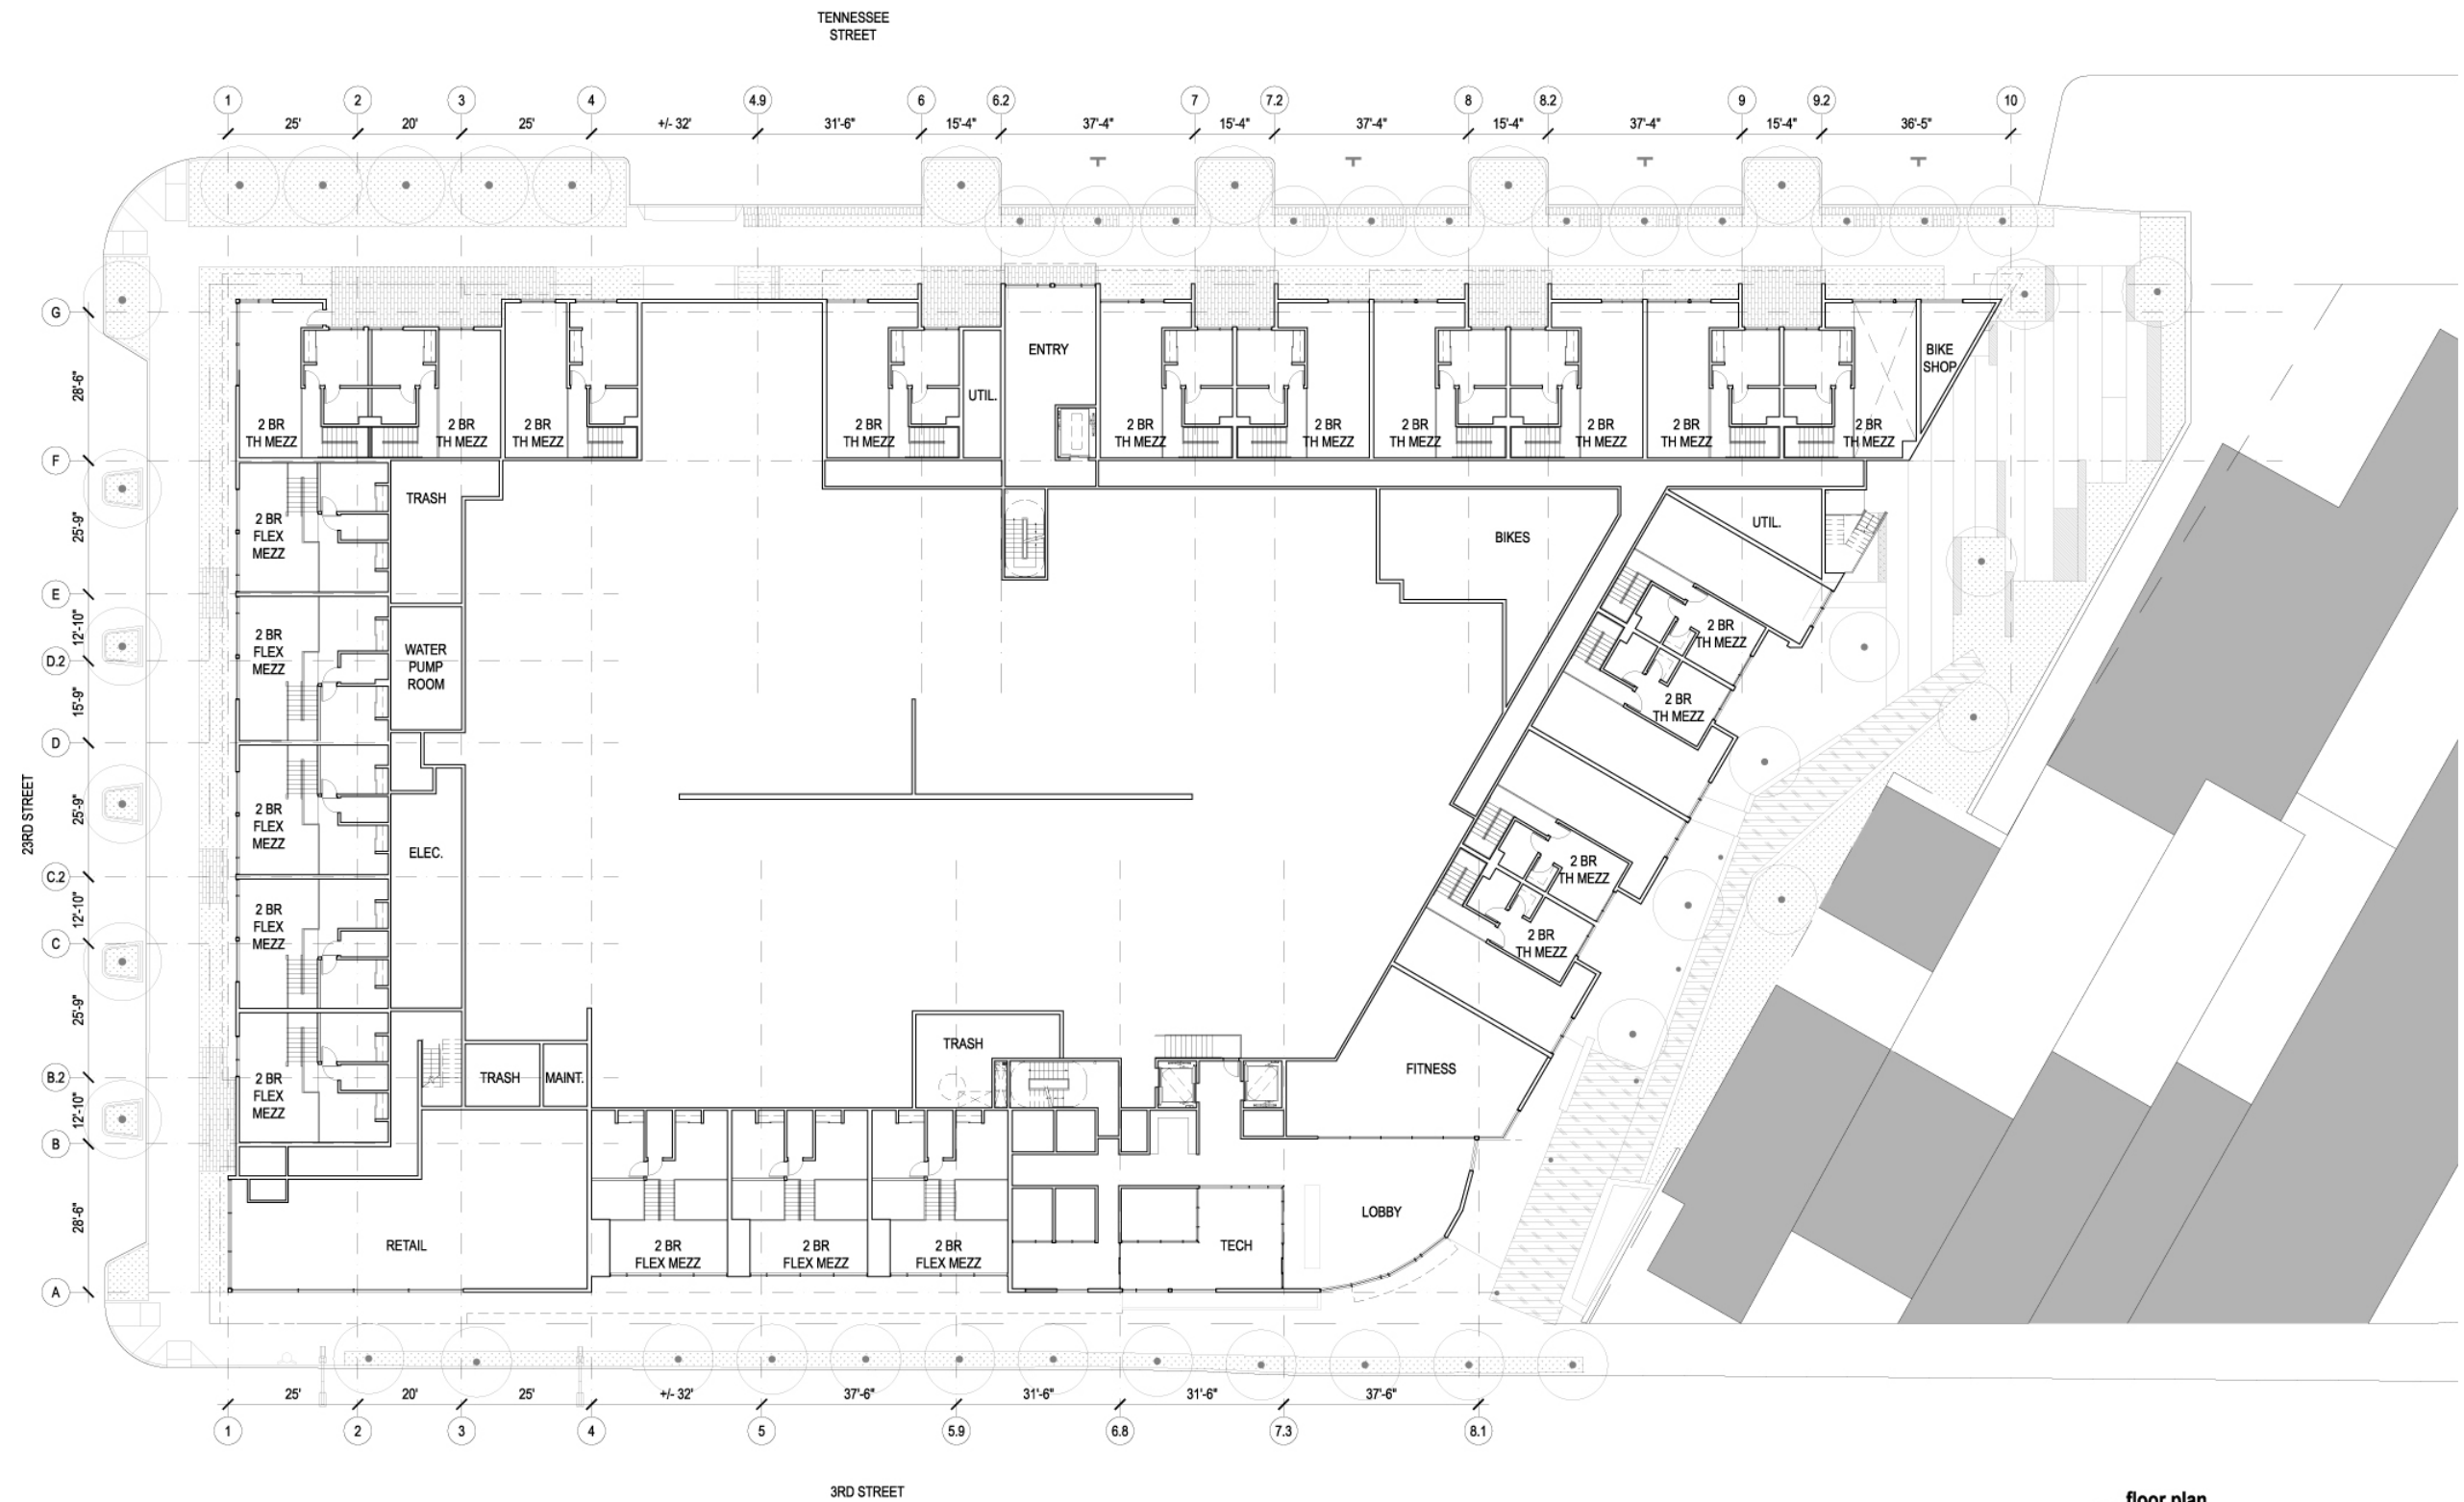 TENNESSEE
STREET
1
2
3
4
4.9
6
6.2
7
7.2
8
8.2
9
9.2
10
25'
20'
25'
+/- 32'
31'-6"
15'-4"
37'-4"
15'-4"
37'-4"
15'-4"
37'-4"
15'-4"
36'-5"
G
28'-6"
F
25'-9"
E
12'-10"
D.2
15'-9"
D
25'-9"
C.2
12'-10"
C
25'-9"
B.2
12'-10"
B
28'-6"
A
23RD STREET
ENTRY
BIKE
SHOP
UTIL.
2 BR
TH MEZZ
2 BR
TH MEZZ
2 BR
TH MEZZ
2 BR
TH MEZZ
2 BR
TH MEZZ
2 BR
TH MEZZ
2 BR
TH MEZZ
2 BR
TH MEZZ
2 BR
TH MEZZ
2 BR
TH MEZZ
TRASH
2 BR
FLEX
MEZZ
BIKES
UTIL.
2 BR
FLEX
MEZZ
WATER
PUMP
ROOM
2 BR
TH MEZZ
2 BR
TH MEZZ
2 BR
FLEX
MEZZ
ELEC.
2 BR
TH MEZZ
2 BR
FLEX
MEZZ
2 BR
TH MEZZ
TRASH
FITNESS
2 BR
FLEX
MEZZ
TRASH
MAINT.
LOBBY
RETAIL
2 BR
FLEX MEZZ
2 BR
FLEX MEZZ
2 BR
FLEX MEZZ
TECH
25'
20'
25'
+/- 32'
37'-6"
31'-6"
31'-6"
37'-6"
1
2
3
4
5
5.9
6.8
7.3
8.1
3RD STREET
floor plan